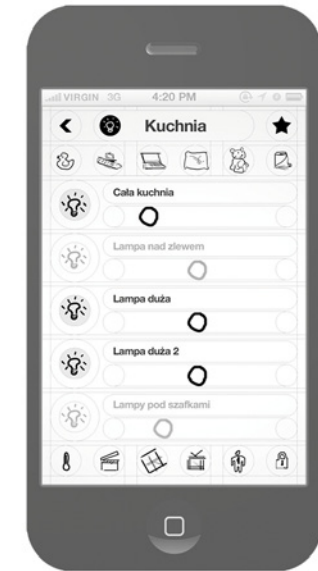 VIRGIN 3G 4:20 PM
Kuchnia
Cała kuchnia
Lampa nad zlewem
Lampa duża
Lampa duża 2
Lampy pod szafkami